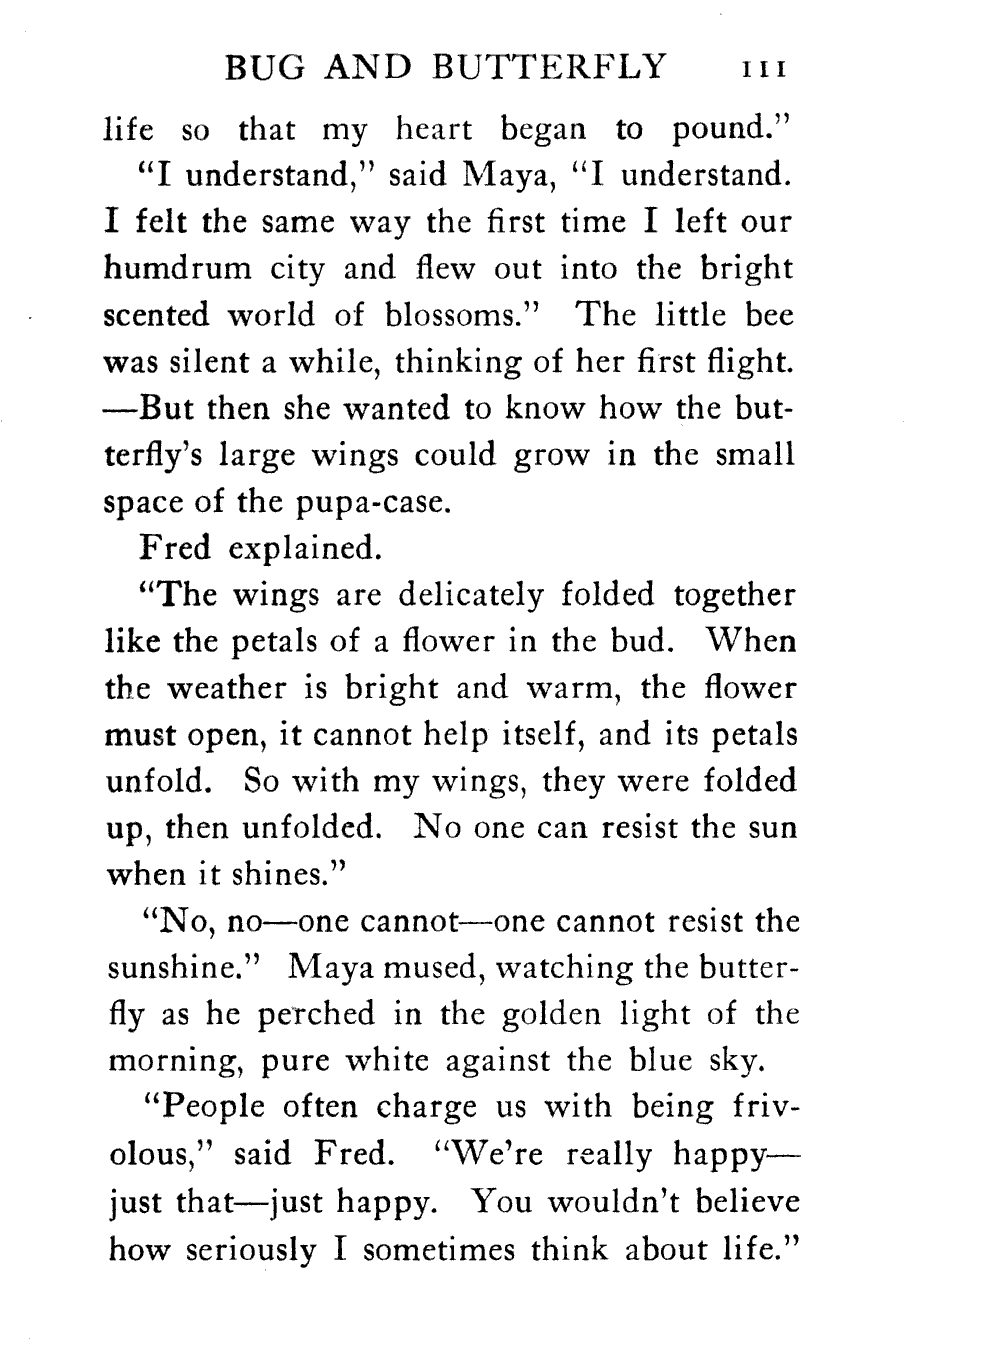 BUG AND BUTTERFLY 111
life so that my heart began to pound.”
“I understand,” said Maya, “I understand.
I felt the same way the first time I left our
humdrum city and flew out into the bright
scented world of blossoms.” The little bee
was silent a while, thinking of her first flight.
—But then she wanted to know how the but-
terfly’s large wings could grow in the small
space of the pupa-case.
Fred explained.
“The wings are delicately folded together
like the petals of a flower in the bud. When
the weather is bright and warm, the flower
must open, it cannot help itself, and its petals
unfold. So with my wings, they were folded
up, then unfolded. No one can resist the sun
when it shines.”
“No, no—one cannot—one cannot resist the
sunshine.” Maya mused, watching the butter-
fly as he perched in the golden light of the
morning, pure white against the blue sky.
“People often charge us with being friv-
olous,” said Fred. “We’re really happy—
just that—just happy. You wouldn’t believe
how seriously I sometimes think about life.”